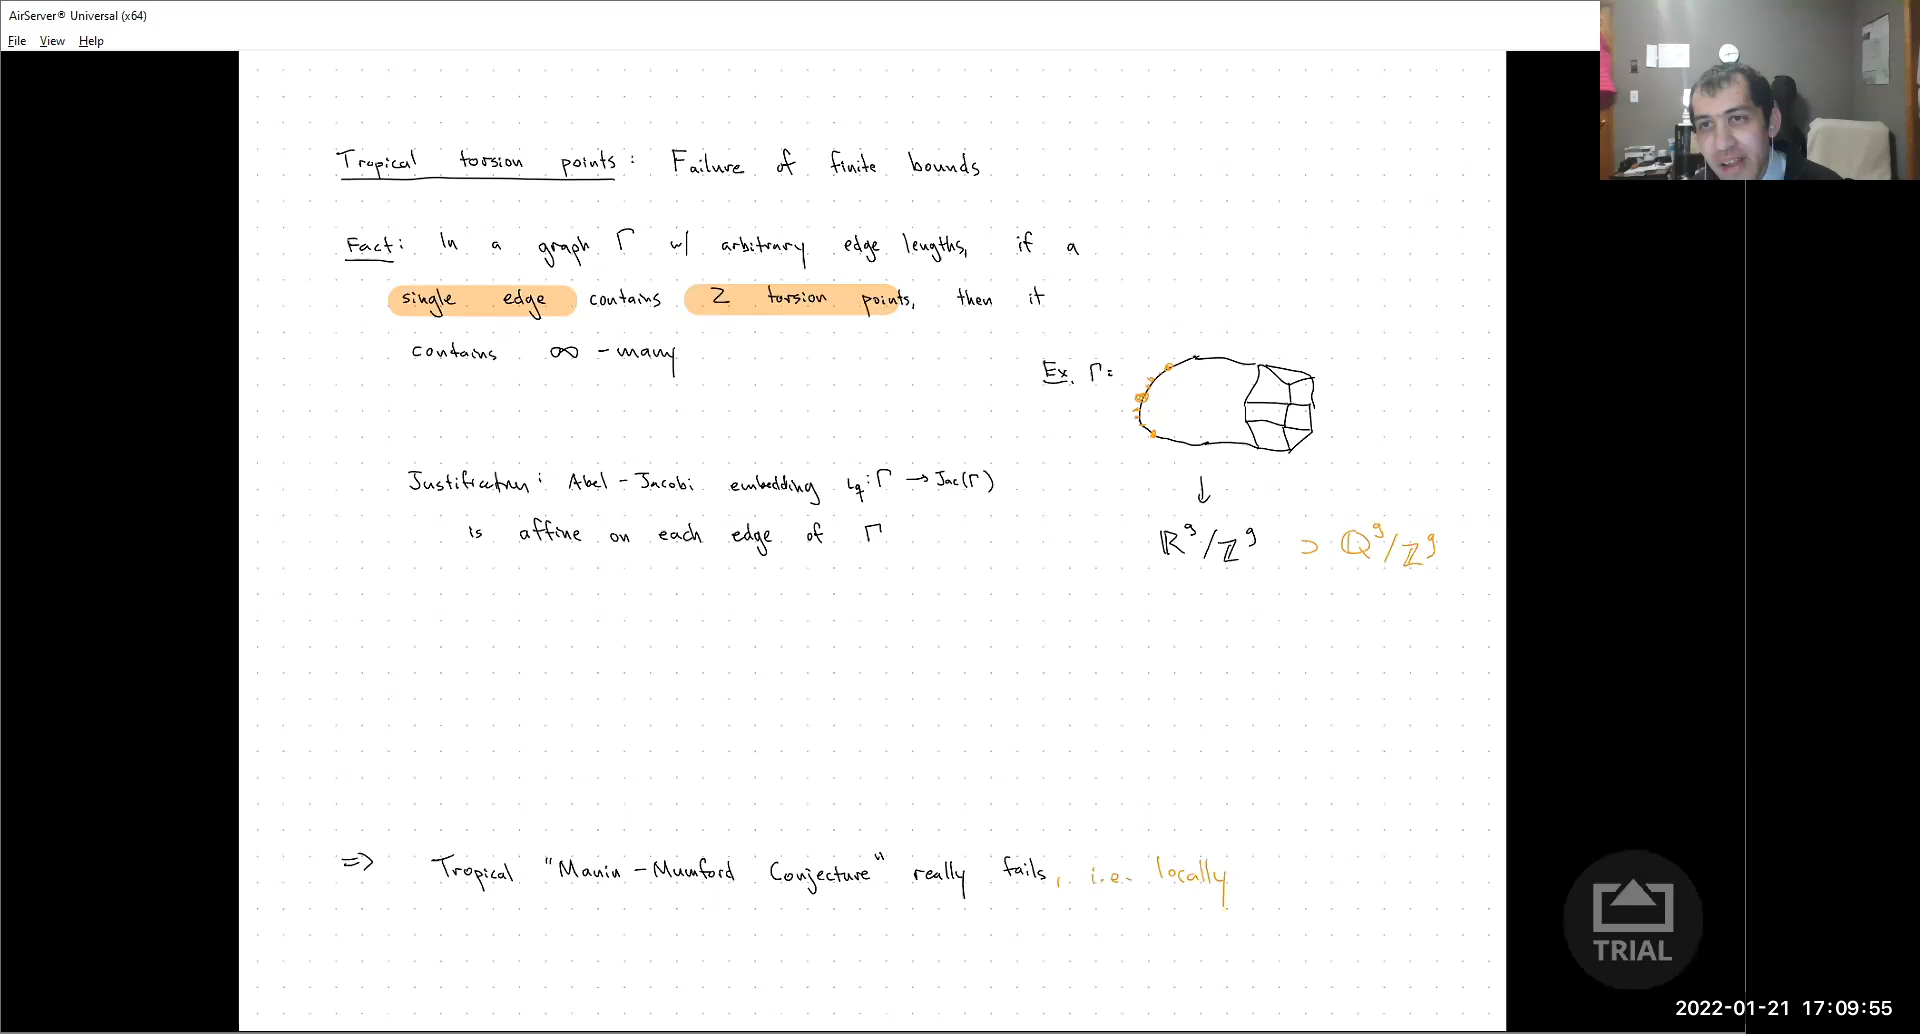 AirServer® Universal (x64)
File View Help
Tropical torsion points: Failure of finite bounds
Fact: In a graph Γ w/ arbitrary edge lengths, if a
single edge contains 2 torsion points, then it
contains ∞-many
Ex. Γ =
Justification: Abel-Jacobi embedding ι_q: Γ → Jac(Γ)
is affine on each edge of Γ
↓
ℝ^g/ℤ^g ⊃ ℚ^g/ℤ^g
⇒ Tropical "Manin-Mumford Conjecture" really fails, i.e. locally
TRIAL
2022-01-21 17:09:55